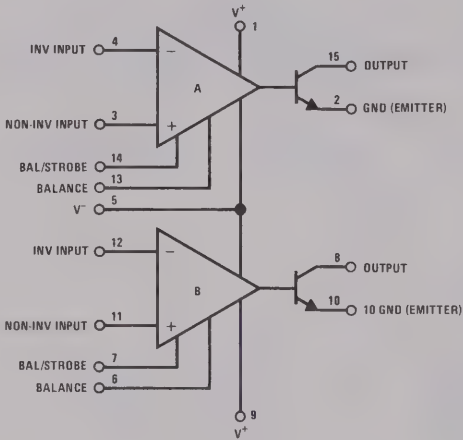 V+
1
INV INPUT 4
15 OUTPUT
−
A
2 GND (EMITTER)
NON-INV INPUT 3
+
BAL/STROBE 14
BALANCE 13
V− 5
INV INPUT 12
8 OUTPUT
−
B
10 10 GND (EMITTER)
NON-INV INPUT 11
+
BAL/STROBE 7
BALANCE 6
9
V+